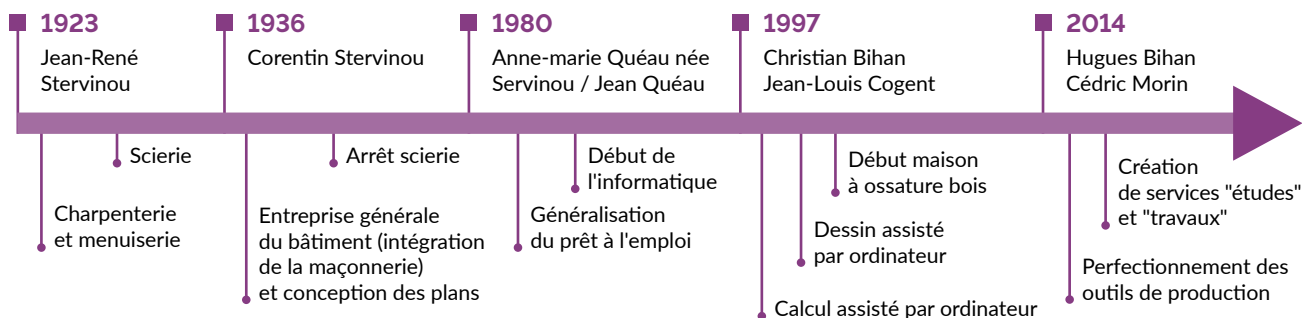 1923
Jean-René
Stervinou
1936
Corentin Stervinou
1980
Anne-marie Quéau née
Servinou / Jean Quéau
1997
Christian Bihan
Jean-Louis Cogent
2014
Hugues Bihan
Cédric Morin
Scierie
Charpenterie
et menuiserie
Arrêt scierie
Entreprise générale
du bâtiment (intégration
de la maçonnerie)
et conception des plans
Début de
l'informatique
Généralisation
du prêt à l'emploi
Début maison
à ossature bois
Dessin assisté
par ordinateur
Calcul assisté par ordinateur
Création
de services "études"
et "travaux"
Perfectionnement des
outils de production